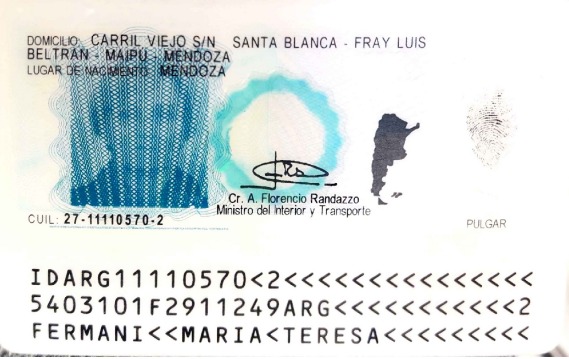 DOMICILIO: CARRIL VIEJO S/N SANTA BLANCA - FRAY LUIS
BELTRAN - MAIPU - MENDOZA
LUGAR DE NACIMIENTO: MENDOZA
Cr. A. Florencio Randazzo
Ministro del Interior y Transporte
CUIL: 27-11110570-2
PULGAR
IDARG11110570<2<<<<<<<<<<<<<<<
5403101F2911249ARG<<<<<<<<<<<2
FERMANI<<MARIA<TERESA<<<<<<<<<